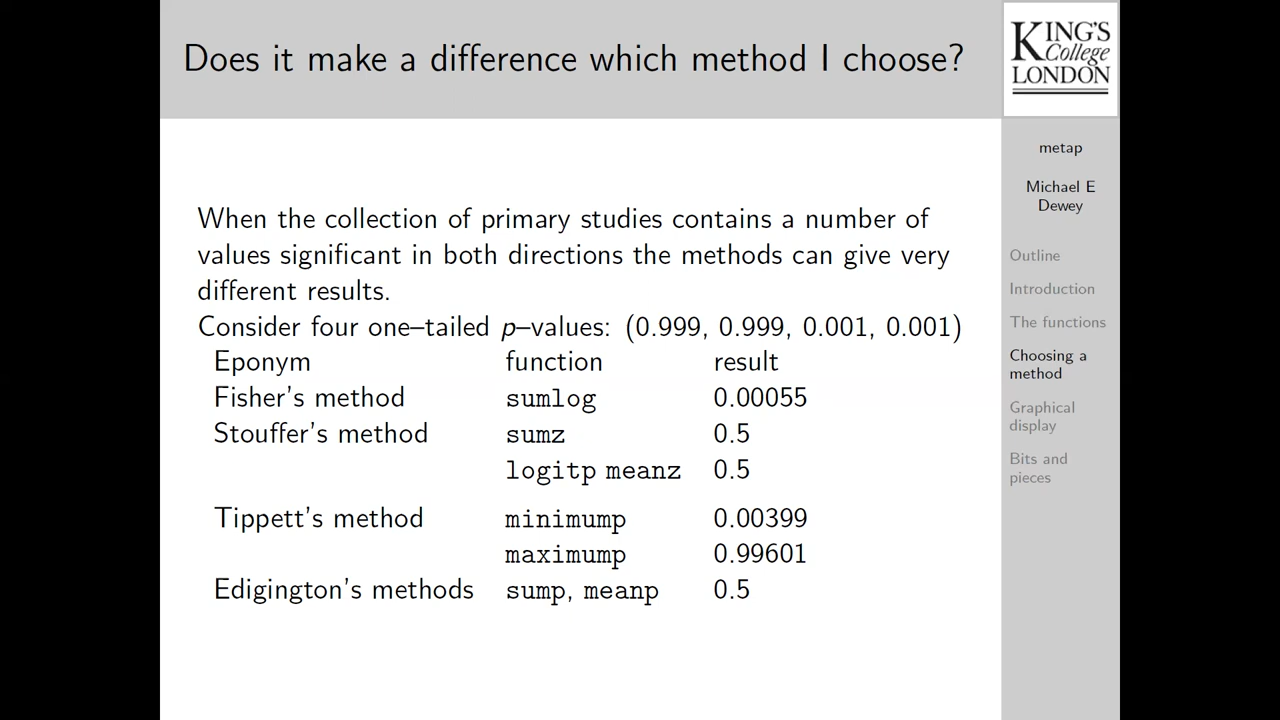 Does it make a difference which method I choose?
KING'S
College
LONDON
metap
Michael E
Dewey
Outline
Introduction
The functions
Choosing a
method
Graphical
display
Bits and
pieces
When the collection of primary studies contains a number of
values significant in both directions the methods can give very
different results.
Consider four one–tailed p–values: (0.999, 0.999, 0.001, 0.001)
Eponym function result
Fisher's method sumlog 0.00055
Stouffer's method sumz 0.5
logitp meanz 0.5
Tippett's method minimump 0.00399
maximump 0.99601
Edigington's methods sump, meanp 0.5